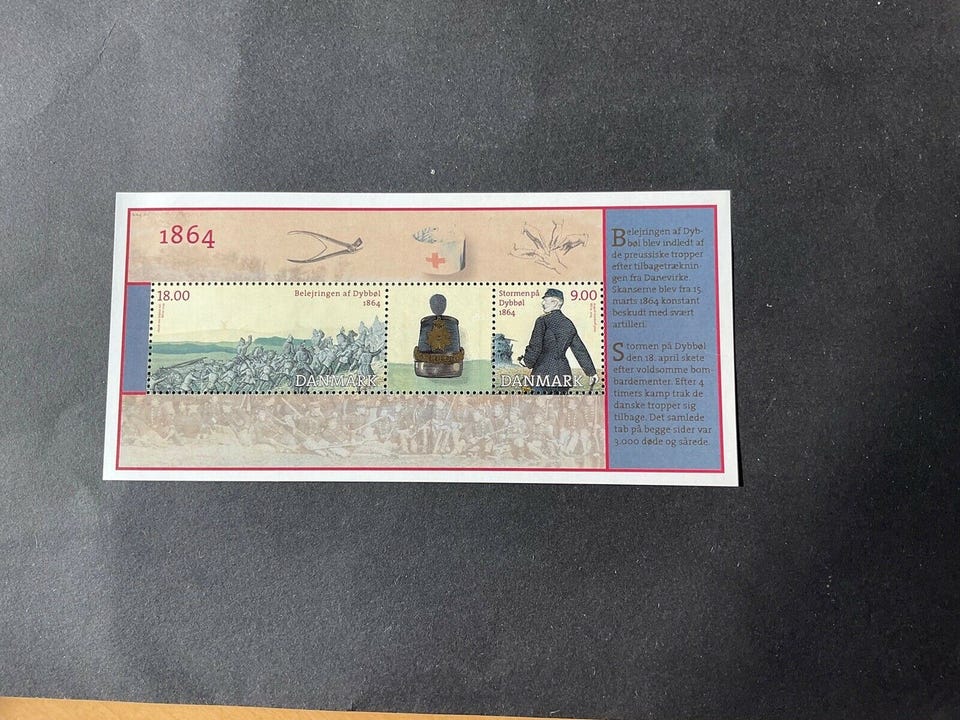 1864
18.00
Belejringen af Dybbøl
1864
DANMARK
Stormen på
Dybbøl
1864
9.00
DANMARK
Belejringen af Dyb-
bøl blev indledt af
de preussiske tropper
efter tilbagetræknin-
gen fra Danevirke.
Skanserne blev fra 15.
marts 1864 konstant
beskudt med svært
artilleri.
Stormen på Dybbøl
den 18. april skete
efter voldsomme bom-
bardementer. Efter 4
timers kamp trak de
danske tropper sig
tilbage. Det samlede
tab på begge sider var
3.000 døde og sårede.